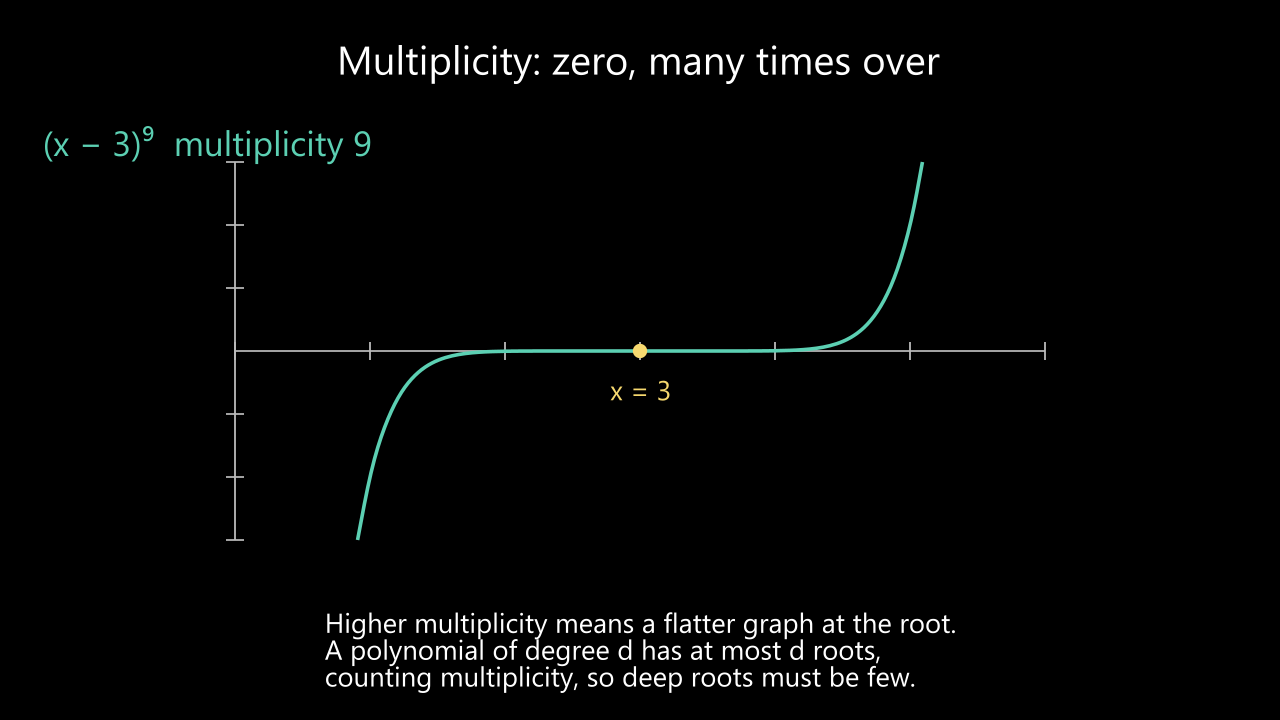 Multiplicity: zero, many times over
(x − 3)⁹ multiplicity 9
x = 3
Higher multiplicity means a flatter graph at the root.
A polynomial of degree d has at most d roots,
counting multiplicity, so deep roots must be few.